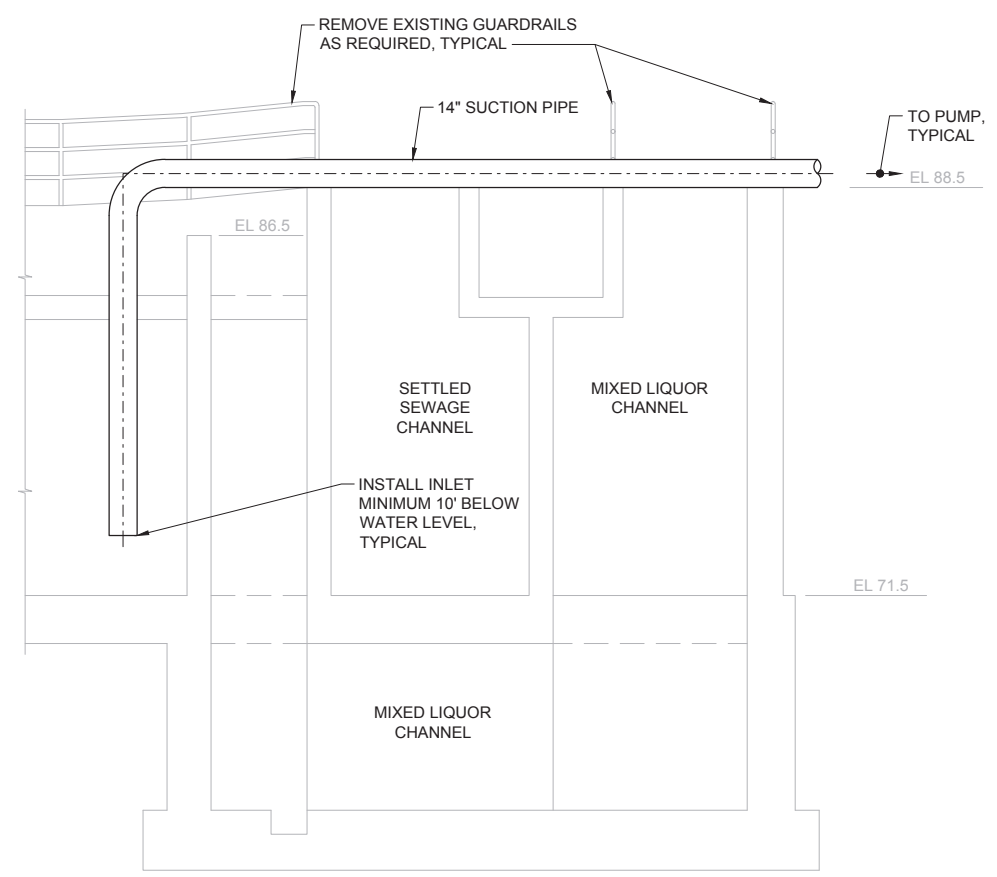 REMOVE EXISTING GUARDRAILS
AS REQUIRED, TYPICAL
14" SUCTION PIPE
TO PUMP,
TYPICAL
EL 88.5
EL 86.5
SETTLED
SEWAGE
CHANNEL
MIXED LIQUOR
CHANNEL
INSTALL INLET
MINIMUM 10' BELOW
WATER LEVEL,
TYPICAL
EL 71.5
MIXED LIQUOR
CHANNEL